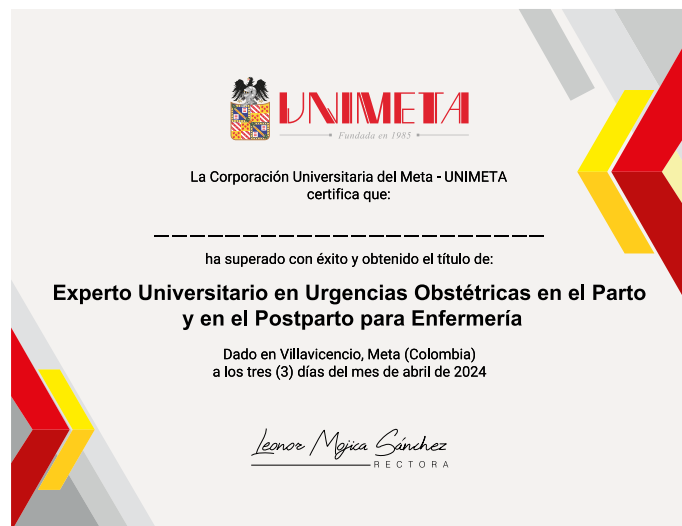 UNIMETA
Fundada en 1985
La Corporación Universitaria del Meta - UNIMETA
certifica que:
ha superado con éxito y obtenido el título de:
Experto Universitario en Urgencias Obstétricas en el Parto
y en el Postparto para Enfermería
Dado en Villavicencio, Meta (Colombia)
a los tres (3) días del mes de abril de 2024
Leonor Mojica Sánchez
RECTORA